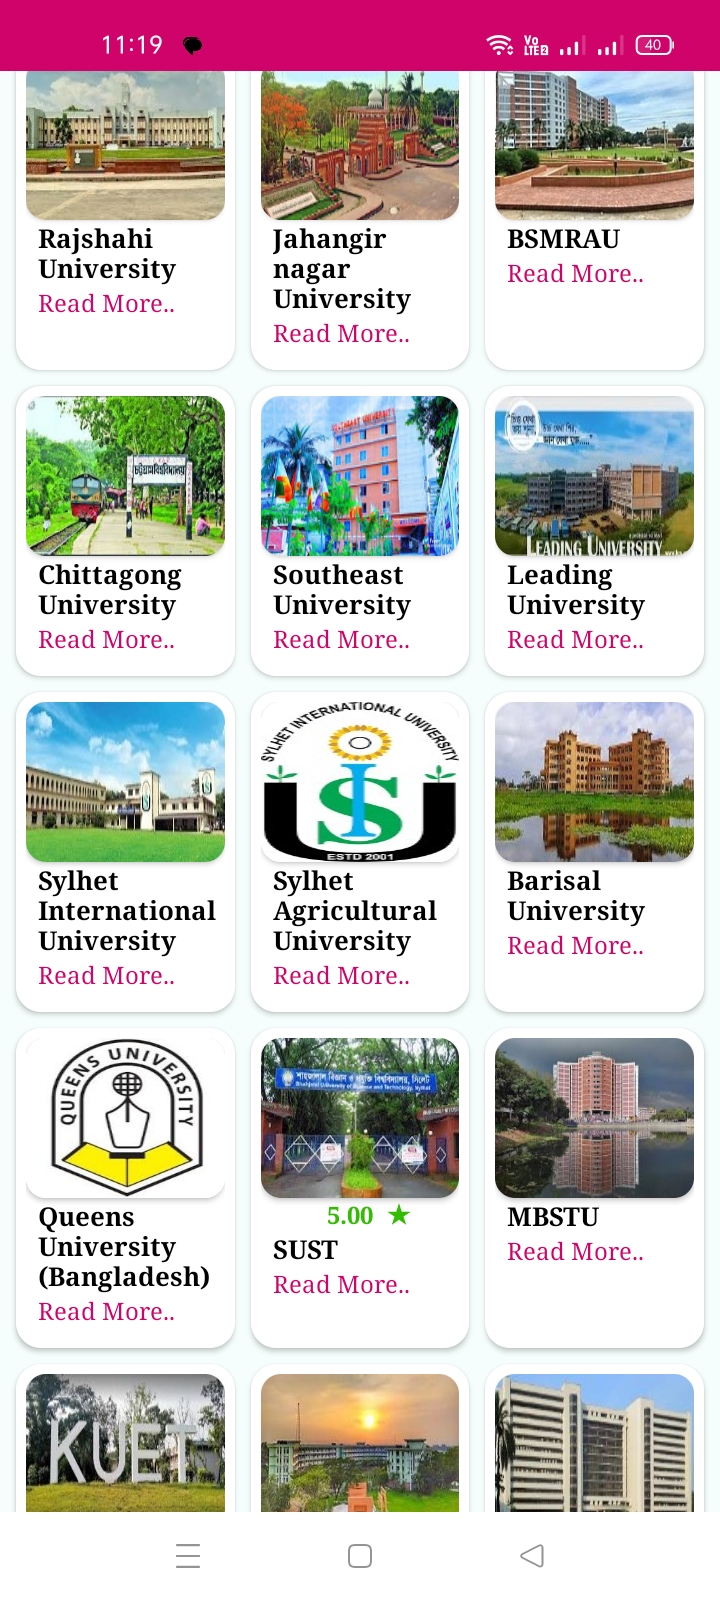 11:19
Vo
LTE2
40
Rajshahi
University
Read More..
Jahangir
nagar
University
Read More..
BSMRAU
Read More..
চট্টগ্রাম বিশ্ববিদ্যালয়
Chittagong
University
Read More..
SOUTHEAST UNIVERSITY
Southeast
University
Read More..
LEADING UNIVERSITY
Leading
University
Read More..
Sylhet
International
University
Read More..
SYLHET INTERNATIONAL UNIVERSITY
SIU
ESTD 2001
Sylhet
Agricultural
University
Read More..
Barisal
University
Read More..
QUEENS UNIVERSITY
Queens
University
(Bangladesh)
Read More..
শাহজালাল বিজ্ঞান ও প্রযুক্তি বিশ্ববিদ্যালয়, সিলেট
Shahjalal University of Science and Technology, Sylhet
5.00 ★
SUST
Read More..
MBSTU
Read More..
KUET